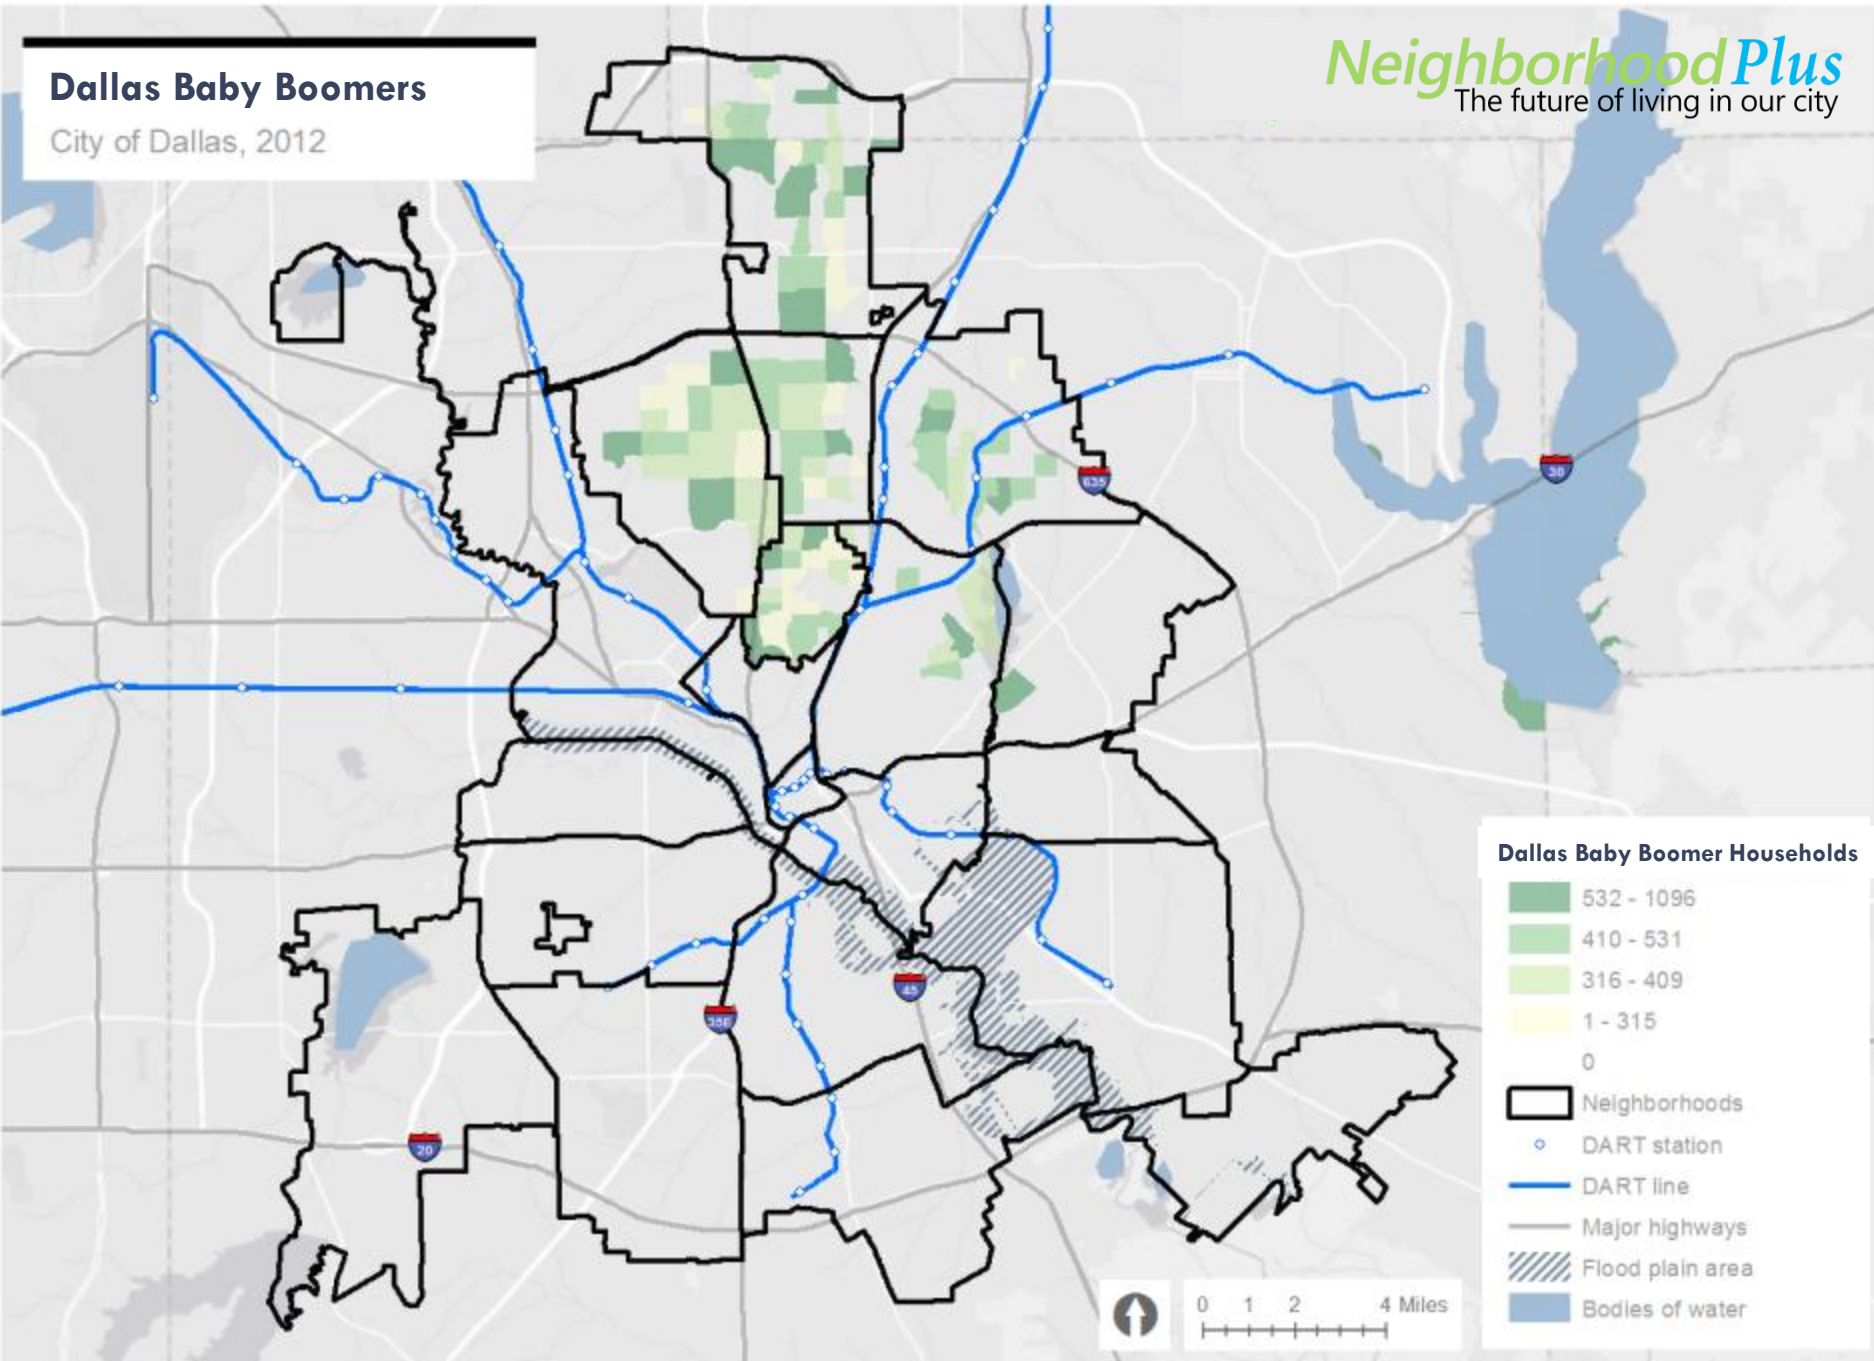 Dallas Baby Boomers
City of Dallas, 2012
Neighborhood Plus
The future of living in our city
635
30
45
35E
20
Dallas Baby Boomer Households
532 - 1096
410 - 531
316 - 409
1 - 315
0
Neighborhoods
DART station
DART line
Major highways
Flood plain area
Bodies of water
0 1 2 4 Miles